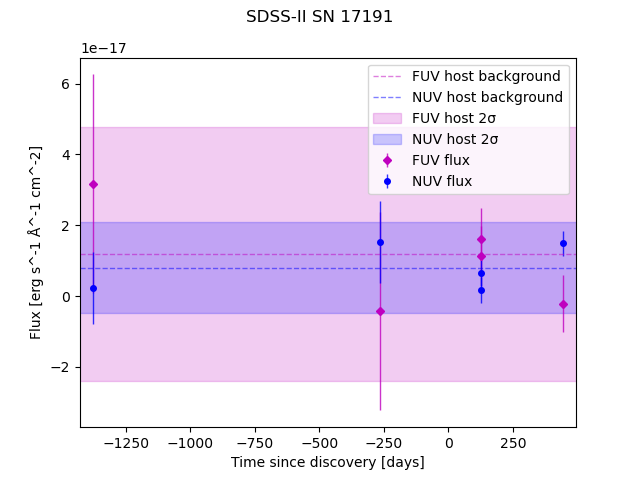 SDSS-II SN 17191
1e−17
6
4
2
0
−2
Flux [erg s^-1 Å^-1 cm^-2]
FUV host background
NUV host background
FUV host 2σ
NUV host 2σ
FUV flux
NUV flux
−1250 −1000 −750 −500 −250 0 250
Time since discovery [days]